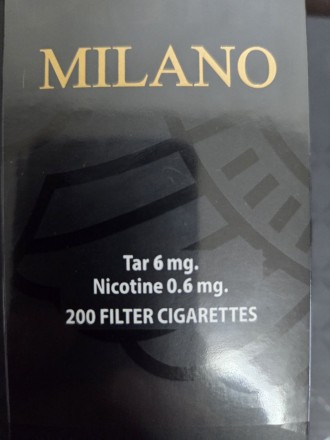 MILANO
Tar 6 mg.
Nicotine 0.6 mg.
200 FILTER CIGARETTES